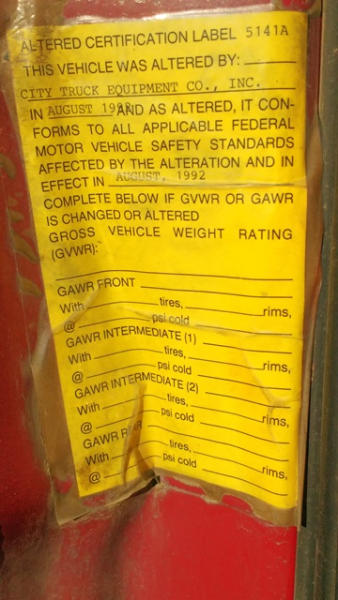 ALTERED CERTIFICATION LABEL 5141A
THIS VEHICLE WAS ALTERED BY:
CITY TRUCK EQUIPMENT CO., INC.
IN AUGUST 1992 AND AS ALTERED, IT CON-
FORMS TO ALL APPLICABLE FEDERAL
MOTOR VEHICLE SAFETY STANDARDS
AFFECTED BY THE ALTERATION AND IN
EFFECT IN AUGUST, 1992
COMPLETE BELOW IF GVWR OR GAWR
IS CHANGED OR ALTERED
GROSS VEHICLE WEIGHT RATING
(GVWR):
GAWR FRONT
With tires, rims,
@ psi cold
GAWR INTERMEDIATE (1)
With tires, rims,
@ psi cold
GAWR INTERMEDIATE (2)
With tires, rims,
@ psi cold
GAWR REAR
With tires, rims,
@ psi cold